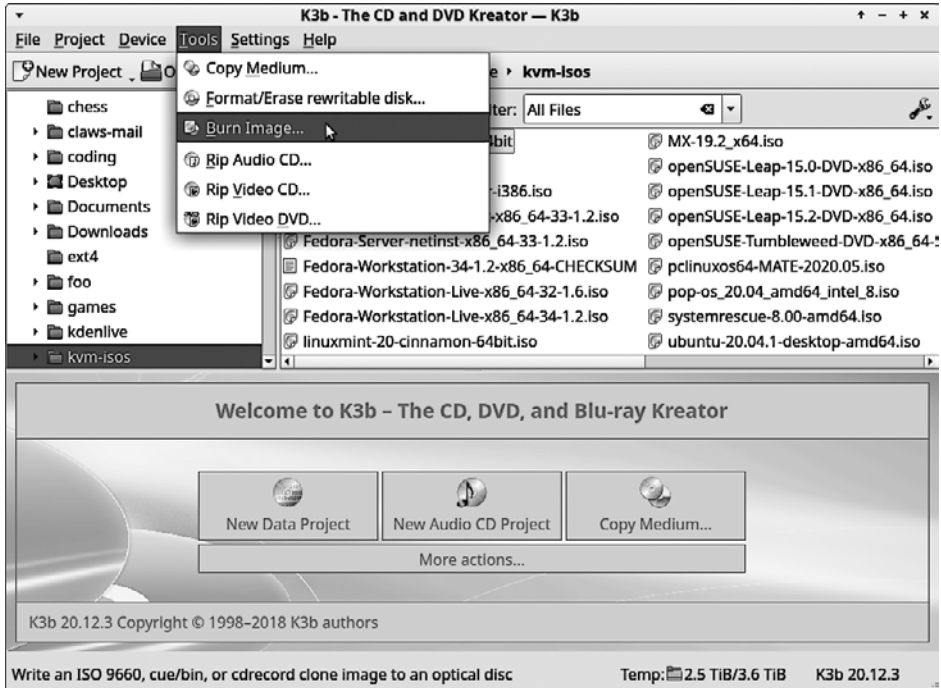 K3b - The CD and DVD Kreator — K3b
File Project Device Tools Settings Help
New Project
kvm-isos
Copy Medium...
Format/Erase rewritable disk...
Burn Image...
Rip Audio CD...
Rip Video CD...
Rip Video DVD...
All Files
chess
claws-mail
coding
Desktop
Documents
Downloads
ext4
foo
games
kdenlive
kvm-isos
-i386.iso
-x86_64-33-1.2.iso
Fedora-Server-netinst-x86_64-33-1.2.iso
Fedora-Workstation-34-1.2-x86_64-CHECKSUM
Fedora-Workstation-Live-x86_64-32-1.6.iso
Fedora-Workstation-Live-x86_64-34-1.2.iso
linuxmint-20-cinnamon-64bit.iso
MX-19.2_x64.iso
openSUSE-Leap-15.0-DVD-x86_64.iso
openSUSE-Leap-15.1-DVD-x86_64.iso
openSUSE-Leap-15.2-DVD-x86_64.iso
openSUSE-Tumbleweed-DVD-x86_64-
pclinuxos64-MATE-2020.05.iso
pop-os_20.04_amd64_intel_8.iso
systemrescue-8.00-amd64.iso
ubuntu-20.04.1-desktop-amd64.iso
Welcome to K3b – The CD, DVD, and Blu-ray Kreator
New Data Project
New Audio CD Project
Copy Medium...
More actions...
K3b 20.12.3 Copyright © 1998–2018 K3b authors
Write an ISO 9660, cue/bin, or cdrecord clone image to an optical disc
Temp: 2.5 TiB/3.6 TiB
K3b 20.12.3